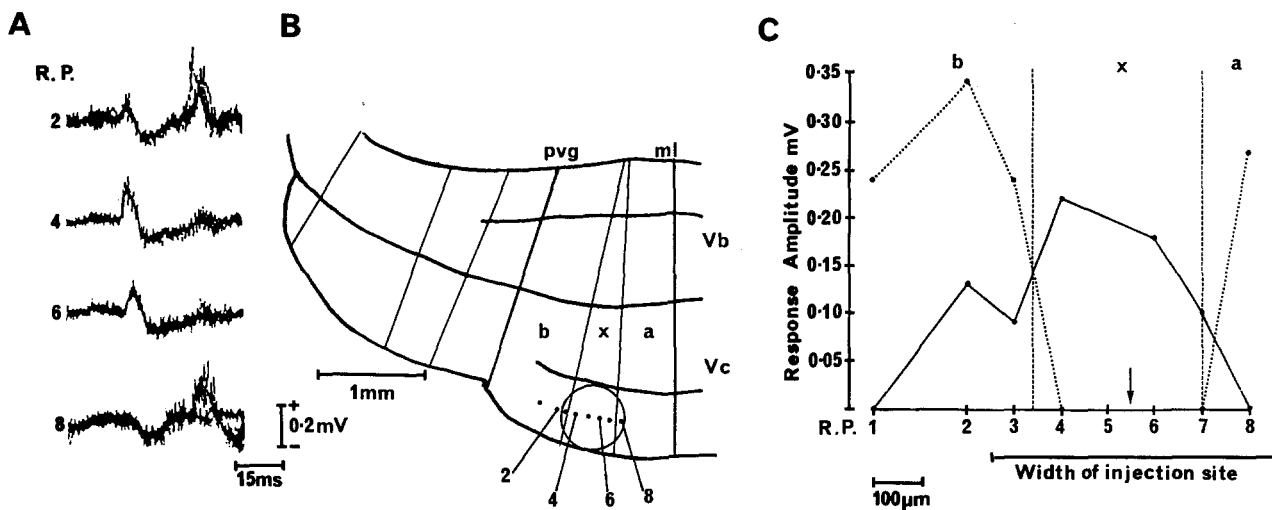 A
R. P.
2
4
6
8
+
0·2mV
−
15ms
B
pvg
ml
Vb
b
x
a
Vc
1mm
2
4
6
8
C
b
x
a
Response Amplitude mV
0·35
0·30
0·25
0·20
0·15
0·10
0·05
R.P. 1 2 3 4 5 6 7 8
Width of injection site
100µm